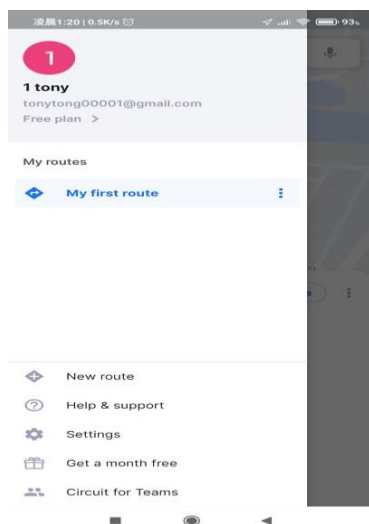 凌晨1:20 | 0.5K/s
93%
1
1 tony
tonytong00001@gmail.com
Free plan >
My routes
My first route
New route
Help & support
Settings
Get a month free
Circuit for Teams